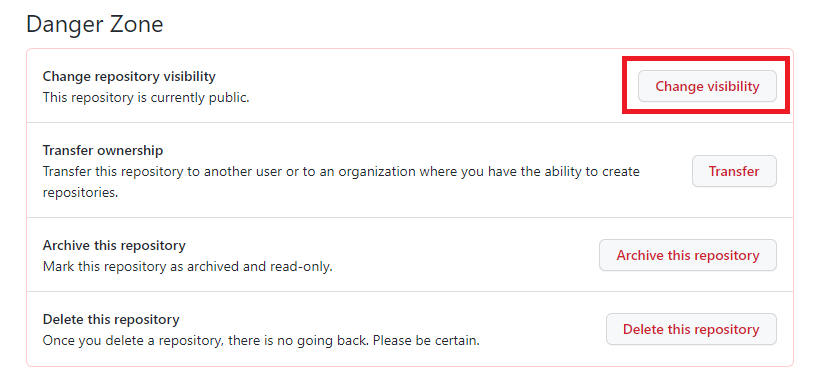 Danger Zone
Change repository visibility
This repository is currently public.
Change visibility
Transfer ownership
Transfer this repository to another user or to an organization where you have the ability to create
repositories.
Transfer
Archive this repository
Mark this repository as archived and read-only.
Archive this repository
Delete this repository
Once you delete a repository, there is no going back. Please be certain.
Delete this repository